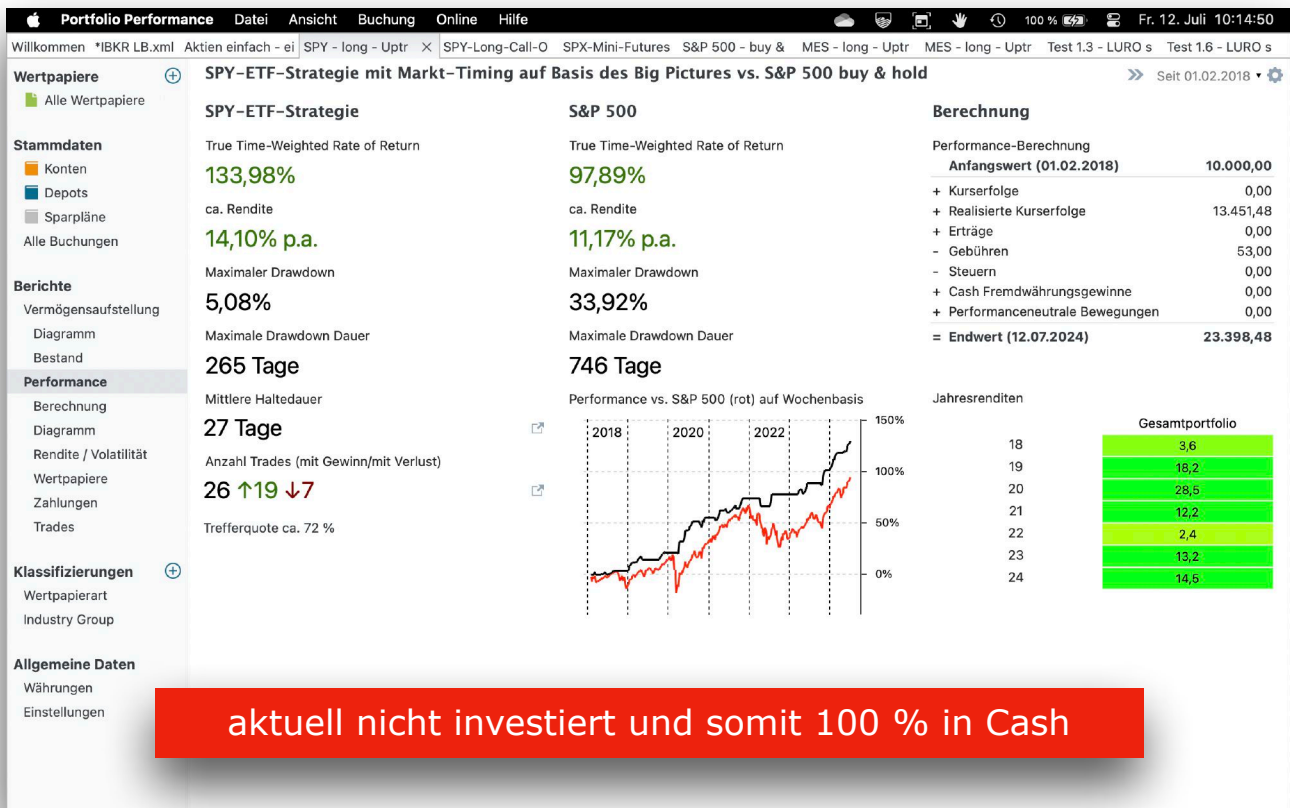 Portfolio Performance Datei Ansicht Buchung Online Hilfe 100 % Fr. 12. Juli 10:14:50
Willkommen *IBKR LB.xml Aktien einfach - ei SPY - long - Uptr × SPY-Long-Call-O SPX-Mini-Futures S&P 500 - buy & MES - long - Uptr MES - long - Uptr Test 1.3 - LURO s Test 1.6 - LURO s
Wertpapiere
Alle Wertpapiere
Stammdaten
Konten
Depots
Sparpläne
Alle Buchungen
Berichte
Vermögensaufstellung
Diagramm
Bestand
Performance
Berechnung
Diagramm
Rendite / Volatilität
Wertpapiere
Zahlungen
Trades
Klassifizierungen
Wertpapierart
Industry Group
Allgemeine Daten
Währungen
Einstellungen
SPY-ETF-Strategie mit Markt-Timing auf Basis des Big Pictures vs. S&P 500 buy & hold
Seit 01.02.2018
SPY-ETF-Strategie
True Time-Weighted Rate of Return
133,98%
ca. Rendite
14,10% p.a.
Maximaler Drawdown
5,08%
Maximale Drawdown Dauer
265 Tage
Mittlere Haltedauer
27 Tage
Anzahl Trades (mit Gewinn/mit Verlust)
26 ↑19 ↓7
Trefferquote ca. 72 %
S&P 500
True Time-Weighted Rate of Return
97,89%
ca. Rendite
11,17% p.a.
Maximaler Drawdown
33,92%
Maximale Drawdown Dauer
746 Tage
Performance vs. S&P 500 (rot) auf Wochenbasis
2018 2020 2022
150%
100%
50%
0%
Berechnung
Performance-Berechnung
Anfangswert (01.02.2018) 10.000,00
+ Kurserfolge 0,00
+ Realisierte Kurserfolge 13.451,48
+ Erträge 0,00
- Gebühren 53,00
- Steuern 0,00
+ Cash Fremdwährungsgewinne 0,00
+ Performanceneutrale Bewegungen 0,00
= Endwert (12.07.2024) 23.398,48
Jahresrenditen
Gesamtportfolio
18 3,6
19 18,2
20 28,5
21 12,2
22 2,4
23 13,2
24 14,5
aktuell nicht investiert und somit 100 % in Cash